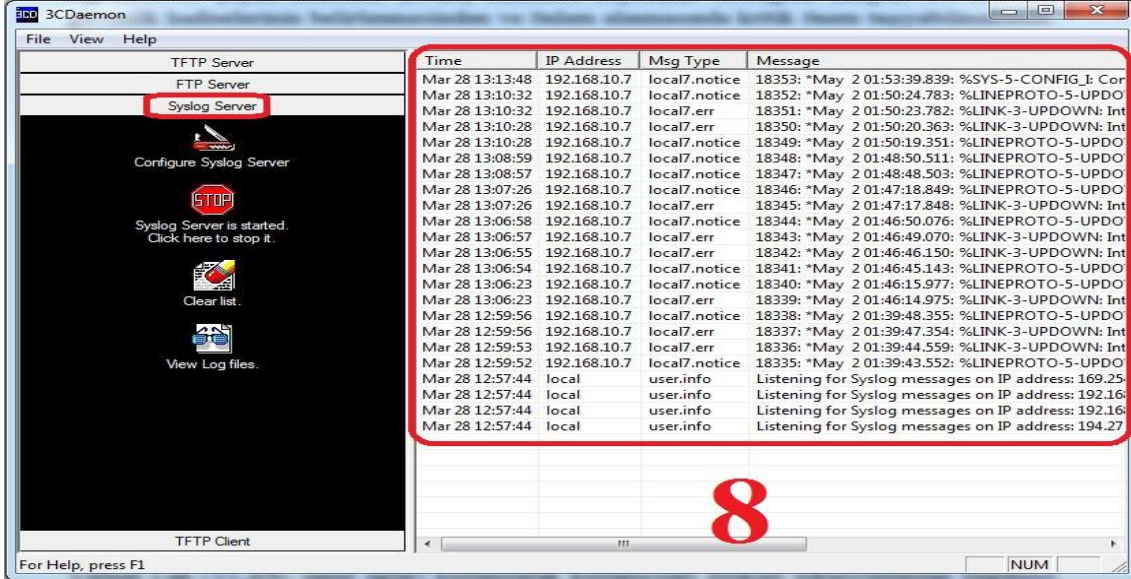 3CD 3CDaemon
File View Help
TFTP Server
FTP Server
Syslog Server
Configure Syslog Server
STOP
Syslog Server is started.
Click here to stop it.
Clear list.
View Log files.
TFTP Client
Time IP Address Msg Type Message
Mar 28 13:13:48 192.168.10.7 local7.notice 18353: *May 2 01:53:39.839: %SYS-5-CONFIG_I: Con
Mar 28 13:10:32 192.168.10.7 local7.notice 18352: *May 2 01:50:24.783: %LINEPROTO-5-UPDO
Mar 28 13:10:32 192.168.10.7 local7.err 18351: *May 2 01:50:23.782: %LINK-3-UPDOWN: Int
Mar 28 13:10:28 192.168.10.7 local7.err 18350: *May 2 01:50:20.363: %LINK-3-UPDOWN: Int
Mar 28 13:10:28 192.168.10.7 local7.notice 18349: *May 2 01:50:19.351: %LINEPROTO-5-UPDO
Mar 28 13:08:59 192.168.10.7 local7.notice 18348: *May 2 01:48:50.511: %LINEPROTO-5-UPDO
Mar 28 13:08:57 192.168.10.7 local7.notice 18347: *May 2 01:48:48.503: %LINEPROTO-5-UPDO
Mar 28 13:07:26 192.168.10.7 local7.notice 18346: *May 2 01:47:18.849: %LINEPROTO-5-UPDO
Mar 28 13:07:26 192.168.10.7 local7.err 18345: *May 2 01:47:17.848: %LINK-3-UPDOWN: Int
Mar 28 13:06:58 192.168.10.7 local7.notice 18344: *May 2 01:46:50.076: %LINEPROTO-5-UPDO
Mar 28 13:06:57 192.168.10.7 local7.err 18343: *May 2 01:46:49.070: %LINK-3-UPDOWN: Int
Mar 28 13:06:55 192.168.10.7 local7.err 18342: *May 2 01:46:46.150: %LINK-3-UPDOWN: Int
Mar 28 13:06:54 192.168.10.7 local7.notice 18341: *May 2 01:46:45.143: %LINEPROTO-5-UPDO
Mar 28 13:06:23 192.168.10.7 local7.notice 18340: *May 2 01:46:15.977: %LINEPROTO-5-UPDO
Mar 28 13:06:23 192.168.10.7 local7.err 18339: *May 2 01:46:14.975: %LINK-3-UPDOWN: Int
Mar 28 12:59:56 192.168.10.7 local7.notice 18338: *May 2 01:39:48.355: %LINEPROTO-5-UPDO
Mar 28 12:59:56 192.168.10.7 local7.err 18337: *May 2 01:39:47.354: %LINK-3-UPDOWN: Int
Mar 28 12:59:53 192.168.10.7 local7.err 18336: *May 2 01:39:44.559: %LINK-3-UPDOWN: Int
Mar 28 12:59:52 192.168.10.7 local7.notice 18335: *May 2 01:39:43.552: %LINEPROTO-5-UPDO
Mar 28 12:57:44 local user.info Listening for Syslog messages on IP address: 169.25
Mar 28 12:57:44 local user.info Listening for Syslog messages on IP address: 192.16
Mar 28 12:57:44 local user.info Listening for Syslog messages on IP address: 192.16
Mar 28 12:57:44 local user.info Listening for Syslog messages on IP address: 194.27
8
For Help, press F1
NUM